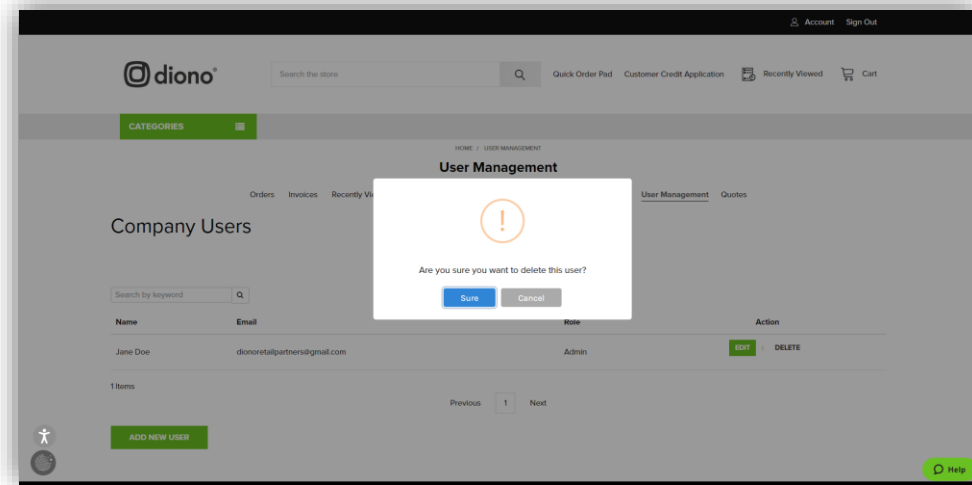 Account Sign Out
diono®
Search the store
Quick Order Pad Customer Credit Application Recently Viewed Cart
CATEGORIES
HOME / USER MANAGEMENT
User Management
Orders Invoices Recently User Management Quotes
Company Users
!
Are you sure you want to delete this user?
Sure Cancel
Search by keyword
Name Email Role Action
Jane Doe dionoretailpartners@gmail.com Admin EDIT | DELETE
1 Items
Previous 1 Next
ADD NEW USER
Help